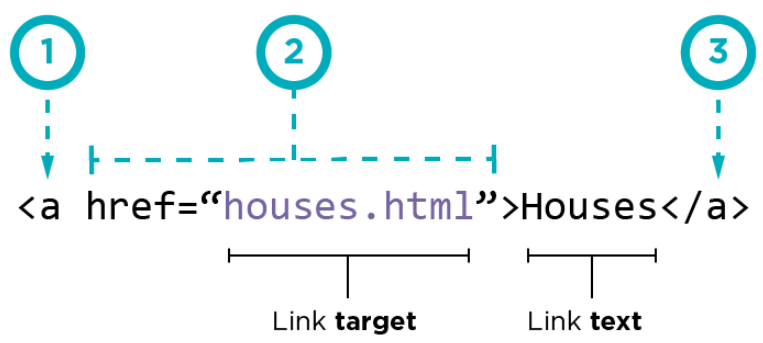 1 2 3
<a href=“houses.html”>Houses</a>
Link target Link text